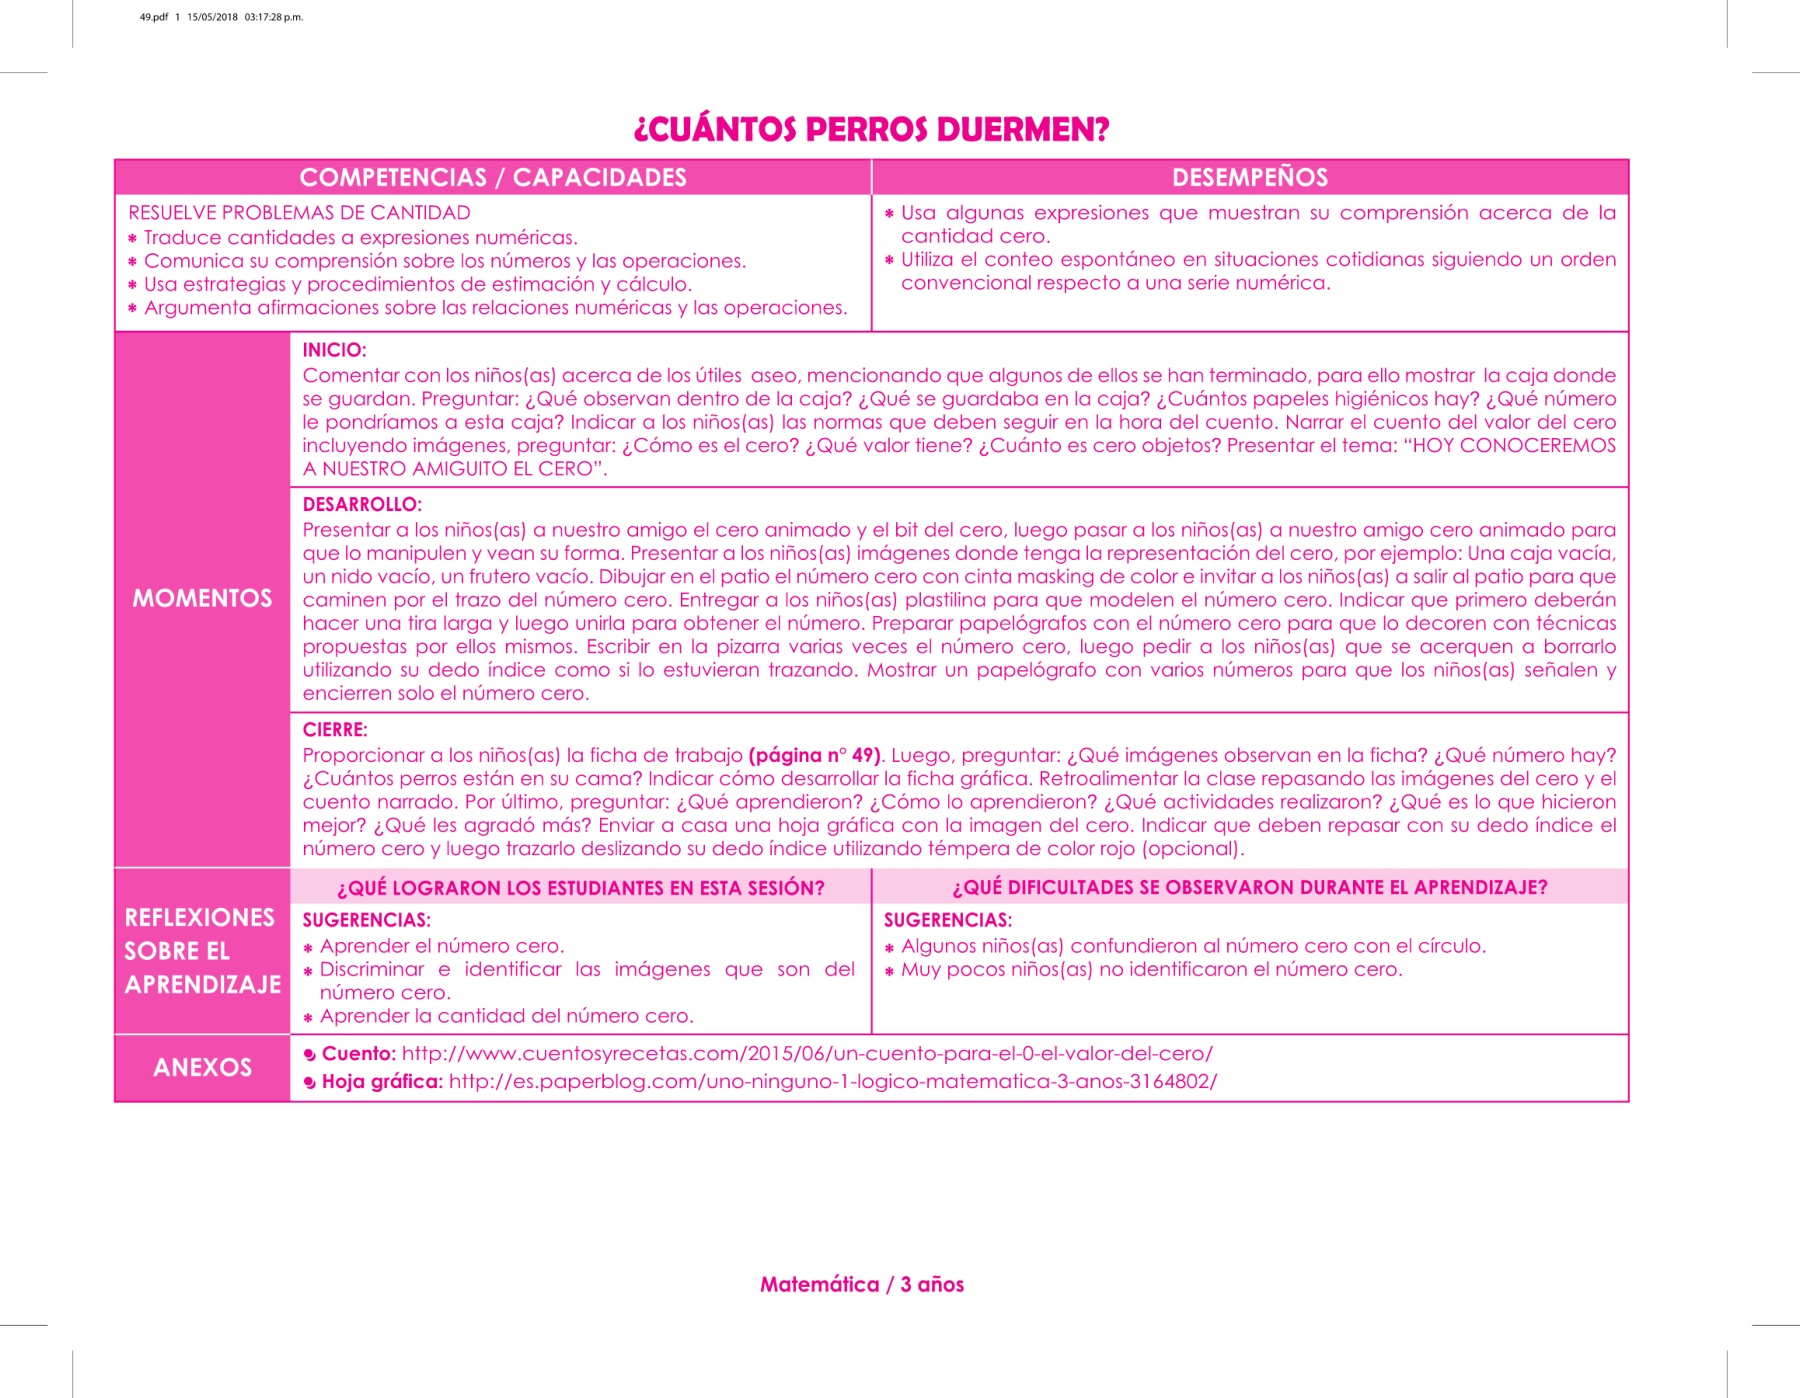 49.pdf 1 15/05/2018 03:17:28 p.m.
¿CUÁNTOS PERROS DUERMEN?
COMPETENCIAS / CAPACIDADES
DESEMPEÑOS
RESUELVE PROBLEMAS DE CANTIDAD
* Traduce cantidades a expresiones numéricas.
* Comunica su comprensión sobre los números y las operaciones.
* Usa estrategias y procedimientos de estimación y cálculo.
* Argumenta afirmaciones sobre las relaciones numéricas y las operaciones.
* Usa algunas expresiones que muestran su comprensión acerca de la
cantidad cero.
* Utiliza el conteo espontáneo en situaciones cotidianas siguiendo un orden
convencional respecto a una serie numérica.
MOMENTOS
INICIO:
Comentar con los niños(as) acerca de los útiles aseo, mencionando que algunos de ellos se han terminado, para ello mostrar la caja donde
se guardan. Preguntar: ¿Qué observan dentro de la caja? ¿Qué se guardaba en la caja? ¿Cuántos papeles higiénicos hay? ¿Qué número
le pondríamos a esta caja? Indicar a los niños(as) las normas que deben seguir en la hora del cuento. Narrar el cuento del valor del cero
incluyendo imágenes, preguntar: ¿Cómo es el cero? ¿Qué valor tiene? ¿Cuánto es cero objetos? Presentar el tema: “HOY CONOCEREMOS
A NUESTRO AMIGUITO EL CERO”.
DESARROLLO:
Presentar a los niños(as) a nuestro amigo el cero animado y el bit del cero, luego pasar a los niños(as) a nuestro amigo cero animado para
que lo manipulen y vean su forma. Presentar a los niños(as) imágenes donde tenga la representación del cero, por ejemplo: Una caja vacía,
un nido vacío, un frutero vacío. Dibujar en el patio el número cero con cinta masking de color e invitar a los niños(as) a salir al patio para que
caminen por el trazo del número cero. Entregar a los niños(as) plastilina para que modelen el número cero. Indicar que primero deberán
hacer una tira larga y luego unirla para obtener el número. Preparar papelógrafos con el número cero para que lo decoren con técnicas
propuestas por ellos mismos. Escribir en la pizarra varias veces el número cero, luego pedir a los niños(as) que se acerquen a borrarlo
utilizando su dedo índice como si lo estuvieran trazando. Mostrar un papelógrafo con varios números para que los niños(as) señalen y
encierren solo el número cero.
CIERRE:
Proporcionar a los niños(as) la ficha de trabajo (página n° 49). Luego, preguntar: ¿Qué imágenes observan en la ficha? ¿Qué número hay?
¿Cuántos perros están en su cama? Indicar cómo desarrollar la ficha gráfica. Retroalimentar la clase repasando las imágenes del cero y el
cuento narrado. Por último, preguntar: ¿Qué aprendieron? ¿Cómo lo aprendieron? ¿Qué actividades realizaron? ¿Qué es lo que hicieron
mejor? ¿Qué les agradó más? Enviar a casa una hoja gráfica con la imagen del cero. Indicar que deben repasar con su dedo índice el
número cero y luego trazarlo deslizando su dedo índice utilizando témpera de color rojo (opcional).
REFLEXIONES
SOBRE EL
APRENDIZAJE
¿QUÉ LOGRARON LOS ESTUDIANTES EN ESTA SESIÓN?
SUGERENCIAS:
* Aprender el número cero.
* Discriminar e identificar las imágenes que son del
número cero.
* Aprender la cantidad del número cero.
¿QUÉ DIFICULTADES SE OBSERVARON DURANTE EL APRENDIZAJE?
SUGERENCIAS:
* Algunos niños(as) confundieron al número cero con el círculo.
* Muy pocos niños(as) no identificaron el número cero.
ANEXOS
Cuento: http://www.cuentosyrecetas.com/2015/06/un-cuento-para-el-0-el-valor-del-cero/
Hoja gráfica: http://es.paperblog.com/uno-ninguno-1-logico-matematica-3-anos-3164802/
Matemática / 3 años